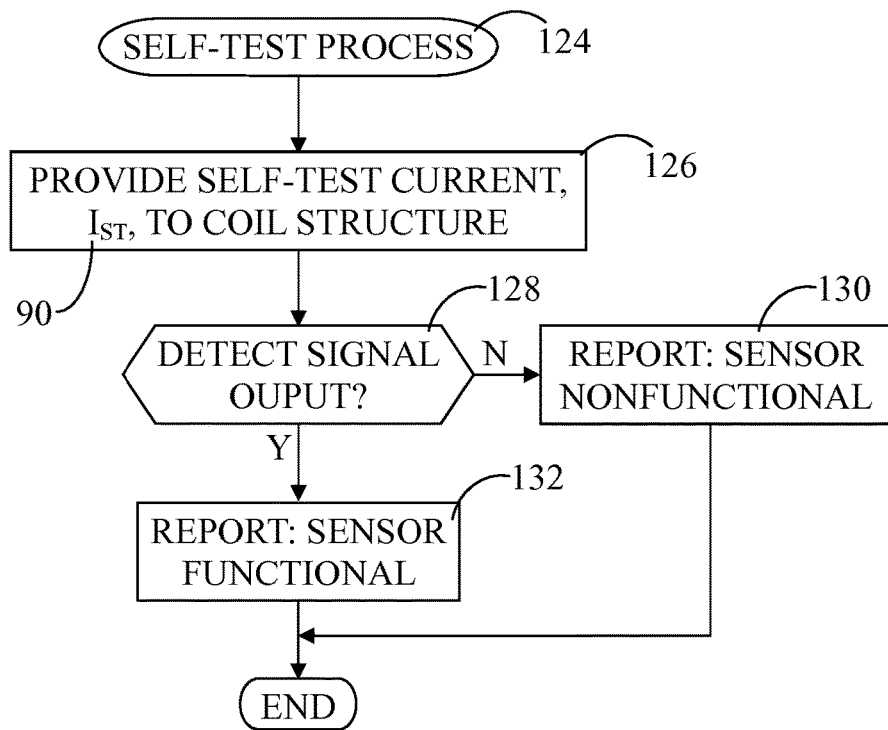 SELF-TEST PROCESS
124
126
PROVIDE SELF-TEST CURRENT,
I_ST, TO COIL STRUCTURE
90
128
130
DETECT SIGNAL
OUPUT?
N
REPORT: SENSOR
NONFUNCTIONAL
Y
132
REPORT: SENSOR
FUNCTIONAL
END